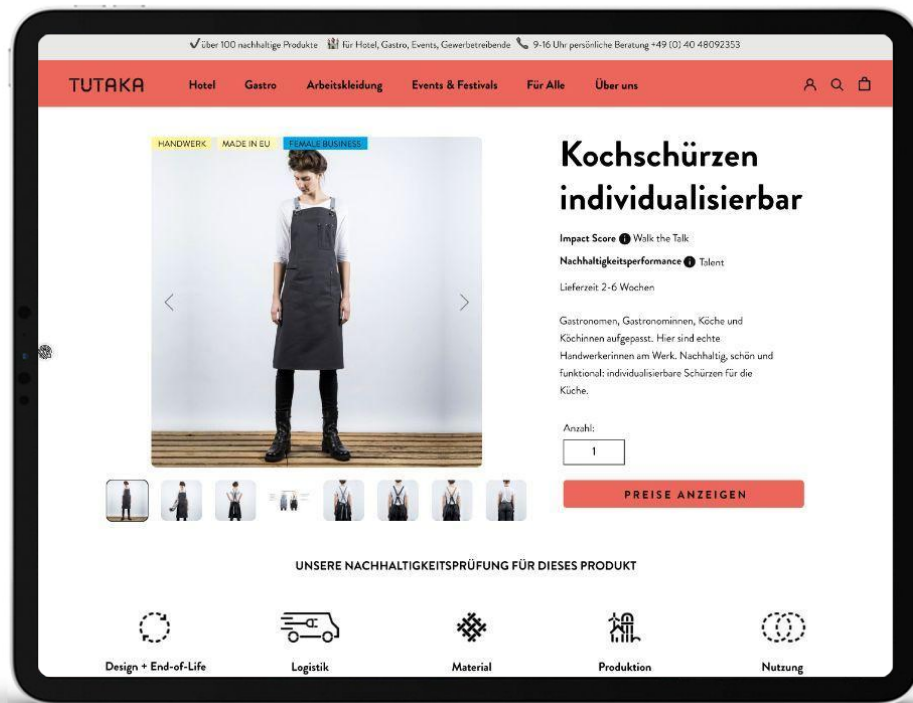 ✓ über 100 nachhaltige Produkte für Hotel, Gastro, Events, Gewerbetreibende 9-16 Uhr persönliche Beratung +49 (0) 40 48092353
TUTAKA Hotel Gastro Arbeitskleidung Events & Festivals Für Alle Über uns
HANDWERK MADE IN EU FEMALE BUSINESS
Kochschürzen
individualisierbar
Impact Score Walk the Talk
Nachhaltigkeitsperformance Talent
Lieferzeit 2-6 Wochen
Gastronomen, Gastronominnen, Köche und
Köchinnen aufgepasst. Hier sind echte
Handwerkerinnen am Werk. Nachhaltig, schön und
funktional: individualisierbare Schürzen für die
Küche.
Anzahl:
1
PREISE ANZEIGEN
UNSERE NACHHALTIGKEITSPRÜFUNG FÜR DIESES PRODUKT
Design + End-of-Life Logistik Material Produktion Nutzung